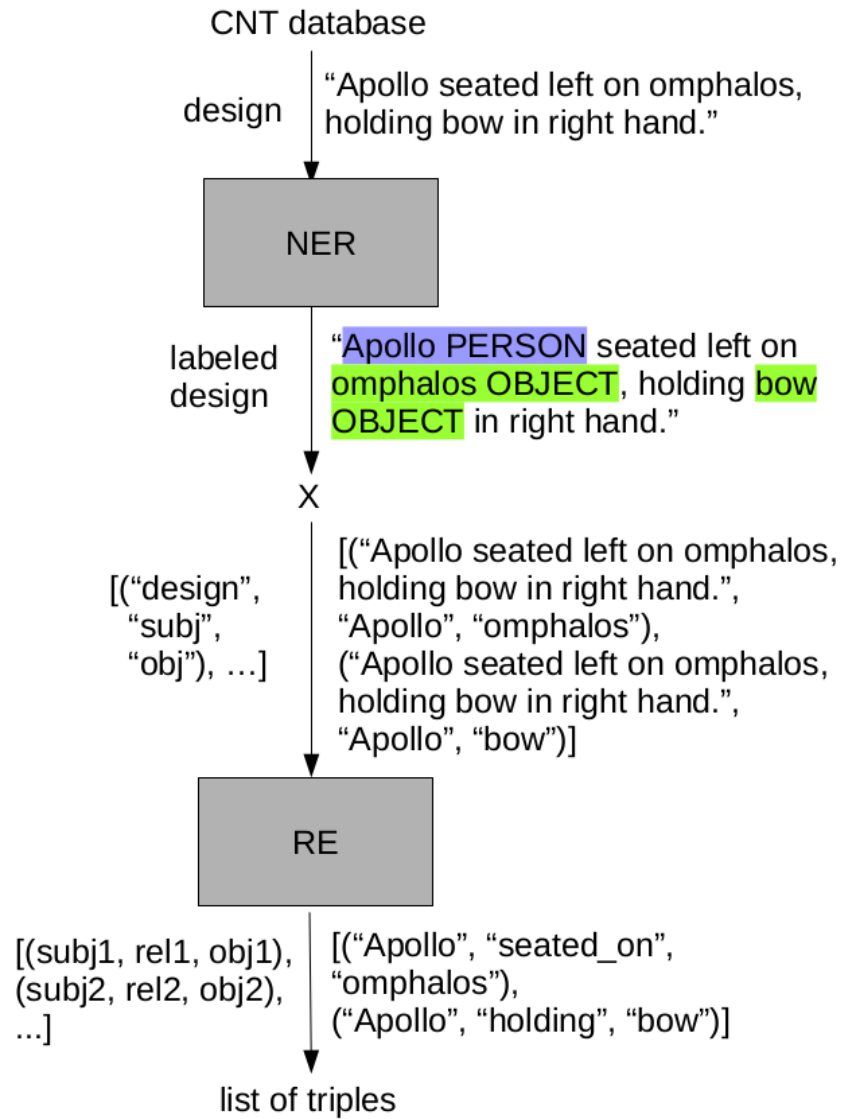 CNT database
design
“Apollo seated left on omphalos,
holding bow in right hand.”
NER
labeled
design
“Apollo PERSON seated left on
omphalos OBJECT, holding bow
OBJECT in right hand.”
X
[(“design”,
“subj”,
“obj”), ...]
[(“Apollo seated left on omphalos,
holding bow in right hand.”,
“Apollo”, “omphalos”),
(“Apollo seated left on omphalos,
holding bow in right hand.”,
“Apollo”, “bow”)]
RE
[(subj1, rel1, obj1),
(subj2, rel2, obj2),
...]
[(“Apollo”, “seated_on”,
“omphalos”),
(“Apollo”, “holding”, “bow”)]
list of triples